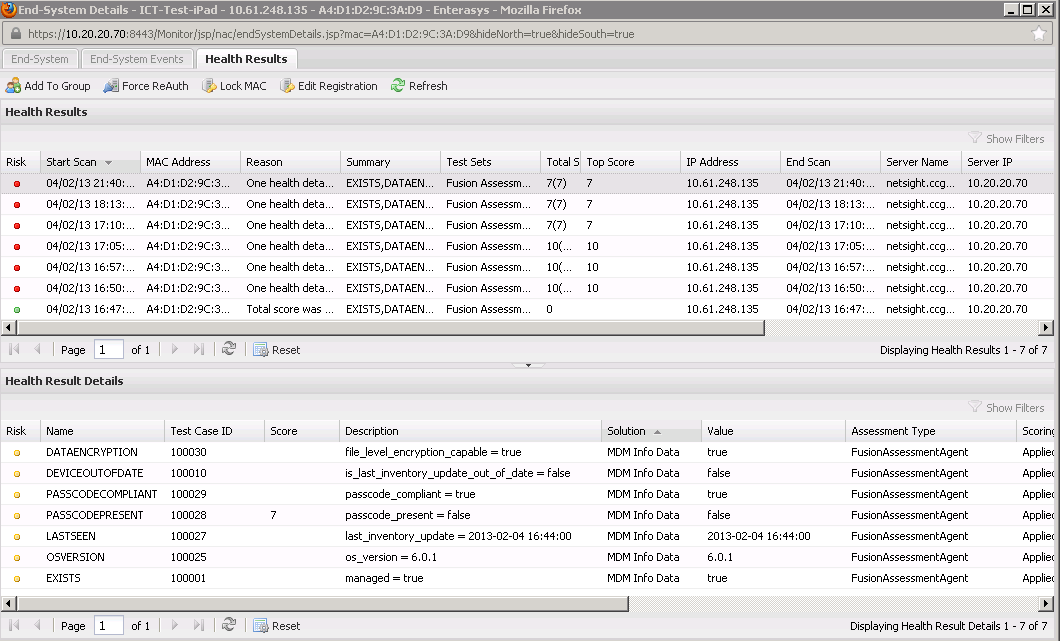 End-System Details - ICT-Test-iPad - 10.61.248.135 - A4:D1:D2:9C:3A:D9 - Enterasys - Mozilla Firefox
https://10.20.20.70:8443/Monitor/jsp/nac/endSystemDetails.jsp?mac=A4:D1:D2:9C:3A:D9&hideNorth=true&hideSouth=true
End-System End-System Events Health Results
Add To Group Force ReAuth Lock MAC Edit Registration Refresh
Health Results
Show Filters
Risk Start Scan MAC Address Reason Summary Test Sets Total S Top Score IP Address End Scan Server Name Server IP
04/02/13 21:40:... A4:D1:D2:9C:3... One health deta... EXISTS,DATAEN... Fusion Assessm... 7(7) 7 10.61.248.135 04/02/13 21:40:... netsight.ccg... 10.20.20.70
04/02/13 18:13:... A4:D1:D2:9C:3... One health deta... EXISTS,DATAEN... Fusion Assessm... 7(7) 7 10.61.248.135 04/02/13 18:13:... netsight.ccg... 10.20.20.70
04/02/13 17:10:... A4:D1:D2:9C:3... One health deta... EXISTS,DATAEN... Fusion Assessm... 7(7) 7 10.61.248.135 04/02/13 17:10:... netsight.ccg... 10.20.20.70
04/02/13 17:05:... A4:D1:D2:9C:3... One health deta... EXISTS,DATAEN... Fusion Assessm... 10(... 10 10.61.248.135 04/02/13 17:05:... netsight.ccg... 10.20.20.70
04/02/13 16:57:... A4:D1:D2:9C:3... One health deta... EXISTS,DATAEN... Fusion Assessm... 10(... 10 10.61.248.135 04/02/13 16:57:... netsight.ccg... 10.20.20.70
04/02/13 16:50:... A4:D1:D2:9C:3... One health deta... EXISTS,DATAEN... Fusion Assessm... 10(... 10 10.61.248.135 04/02/13 16:50:... netsight.ccg... 10.20.20.70
04/02/13 16:47:... A4:D1:D2:9C:3... Total score was ... EXISTS,DATAEN... Fusion Assessm... 0 10.61.248.135 04/02/13 16:47:... netsight.ccg... 10.20.20.70
Page 1 of 1 Reset Displaying Health Results 1 - 7 of 7
Health Result Details
Show Filters
Risk Name Test Case ID Score Description Solution Value Assessment Type Scoring
DATAENCRYPTION 100030 file_level_encryption_capable = true MDM Info Data true FusionAssessmentAgent Applied
DEVICEOUTOFDATE 100010 is_last_inventory_update_out_of_date = false MDM Info Data false FusionAssessmentAgent Applied
PASSCODECOMPLIANT 100029 passcode_compliant = true MDM Info Data true FusionAssessmentAgent Applied
PASSCODEPRESENT 100028 7 passcode_present = false MDM Info Data false FusionAssessmentAgent Applied
LASTSEEN 100027 last_inventory_update = 2013-02-04 16:44:00 MDM Info Data 2013-02-04 16:44:00 FusionAssessmentAgent Applied
OSVERSION 100025 os_version = 6.0.1 MDM Info Data 6.0.1 FusionAssessmentAgent Applied
EXISTS 100001 managed = true MDM Info Data true FusionAssessmentAgent Applied
Page 1 of 1 Reset Displaying Health Result Details 1 - 7 of 7